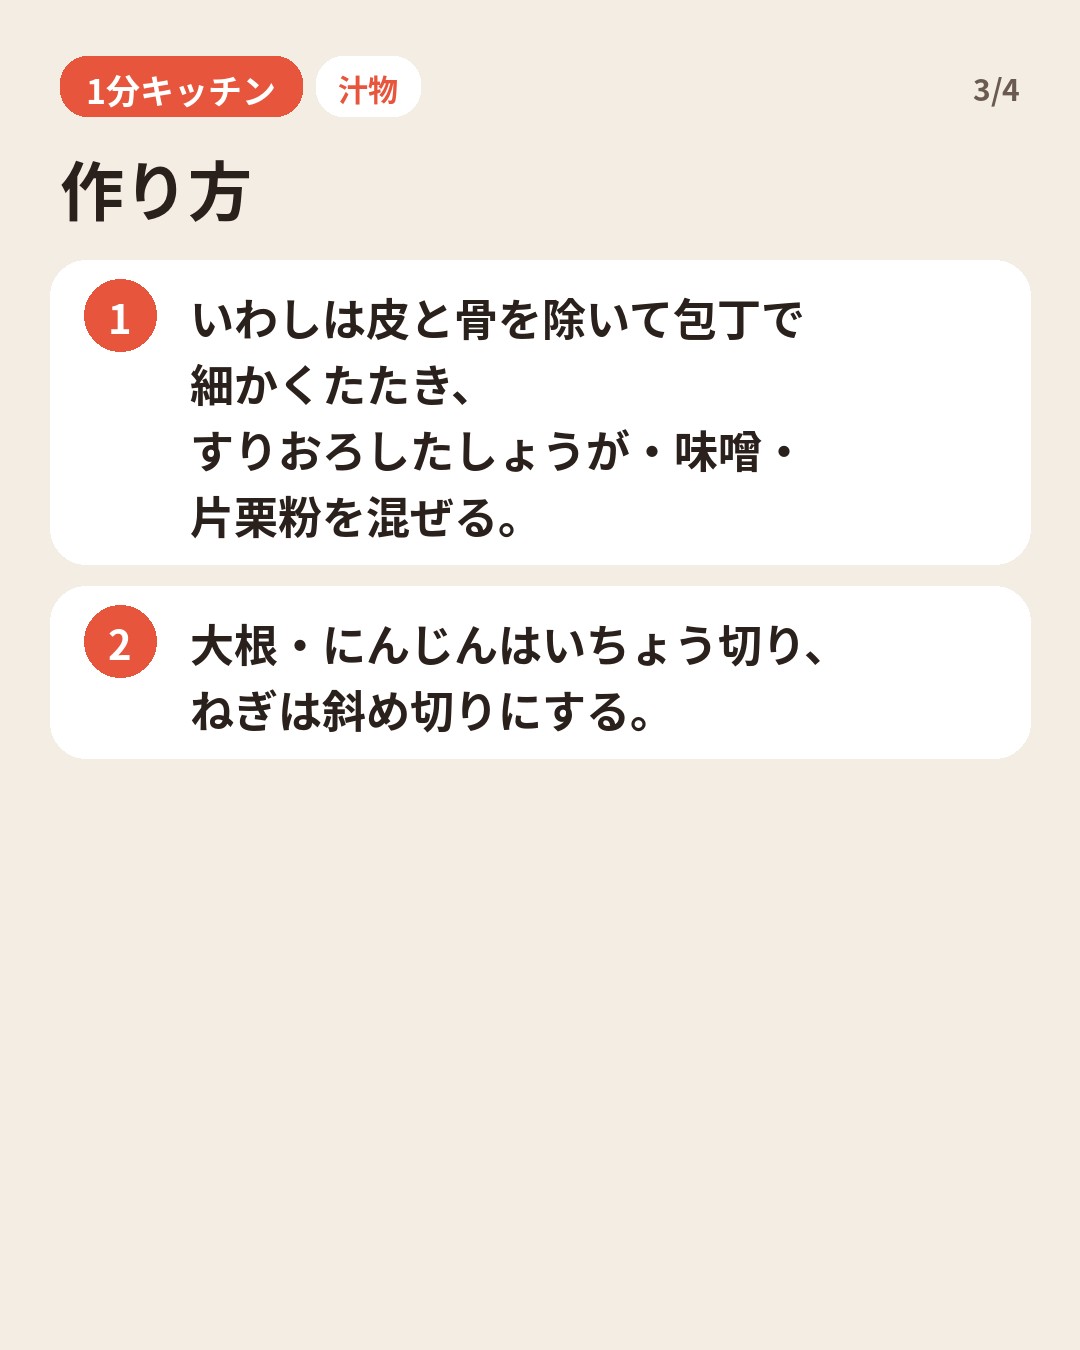 1分キッチン 汁物 3/4
作り方
1 いわしは皮と骨を除いて包丁で
細かくたたき、
すりおろしたしょうが・味噌・
片栗粉を混ぜる。
2 大根・にんじんはいちょう切り、
ねぎは斜め切りにする。